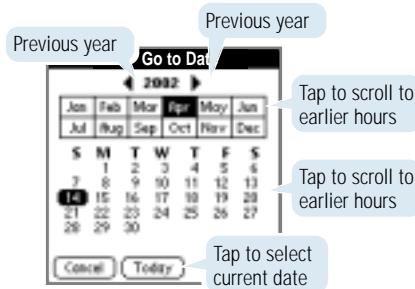 Previous year
Previous year
Go to Dat
2002
Jan Feb Mar Apr May Jun
Jul Aug Sep Oct Nov Dec
Tap to scroll to
earlier hours
S M T W T F S
1 2 3 4 5 6
7 8 9 10 11 12 13
14 15 16 17 18 19 20
21 22 23 24 25 26 27
28 29 30
Tap to scroll to
earlier hours
Cancel Today
Tap to select
current date